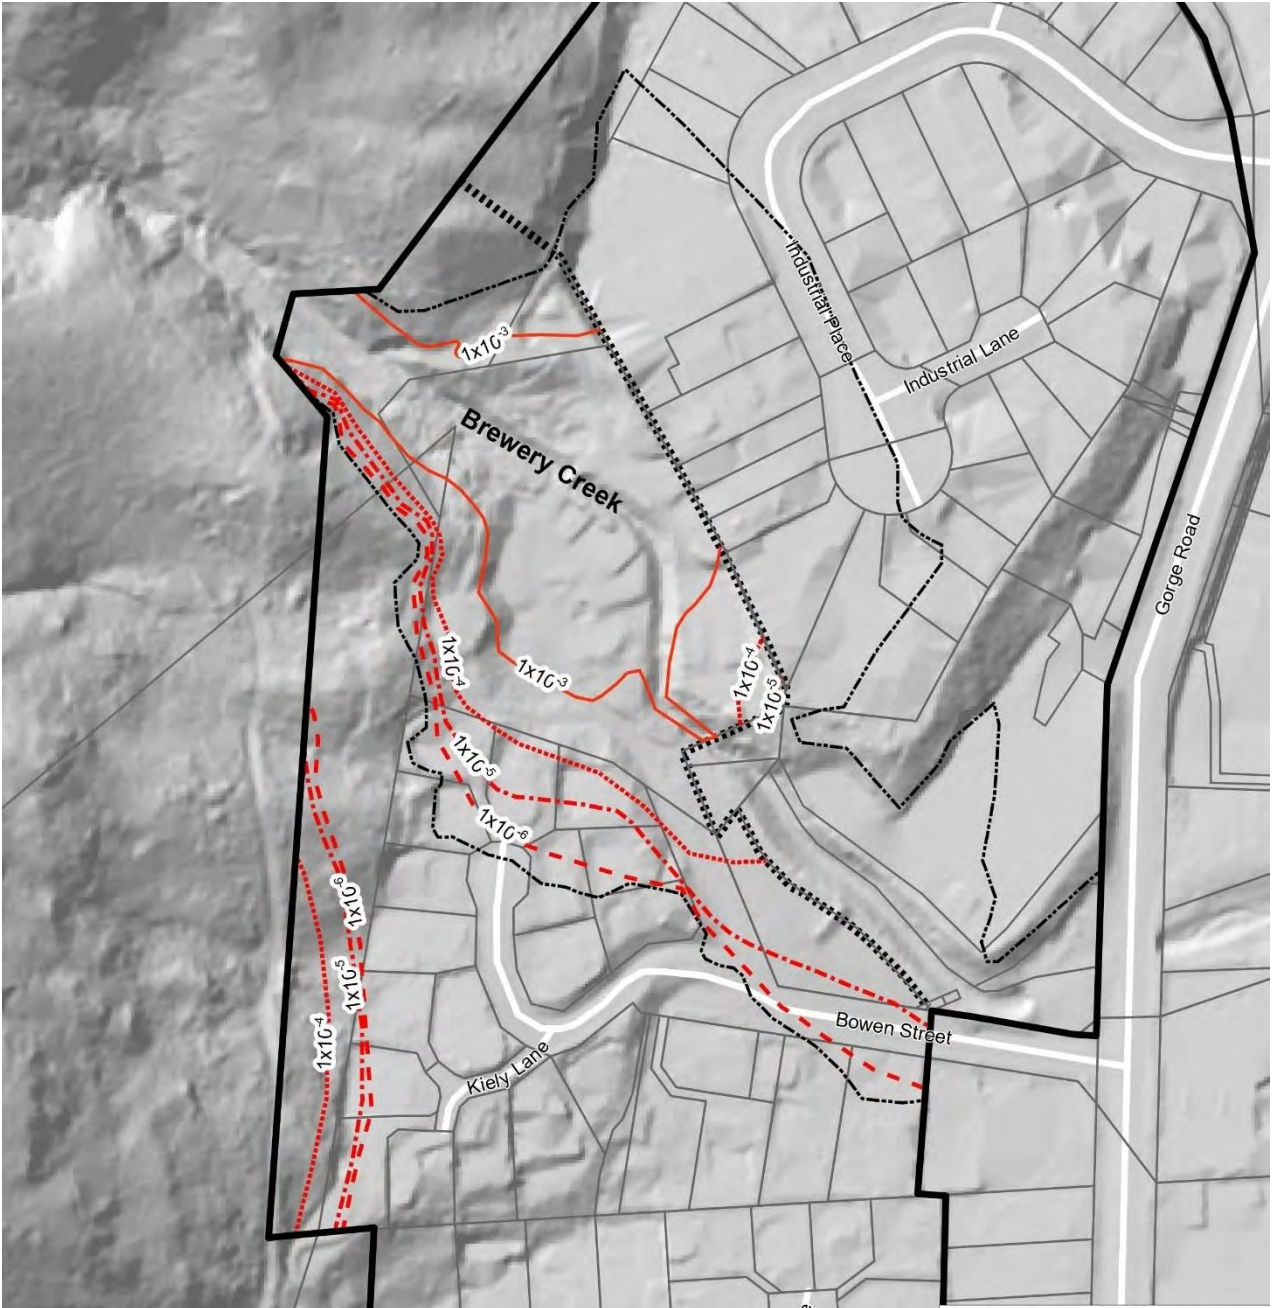 1x10⁻³
Industrial Place
Industrial Lane
Brewery Creek
Gorge Road
1x10⁻⁴
1x10⁻³
1x10⁻⁴
1x10⁻⁵
1x10⁻⁵
1x10⁻⁶
1x10⁻⁶
1x10⁻⁵
1x10⁻⁴
Bowen Street
Kiely Lane